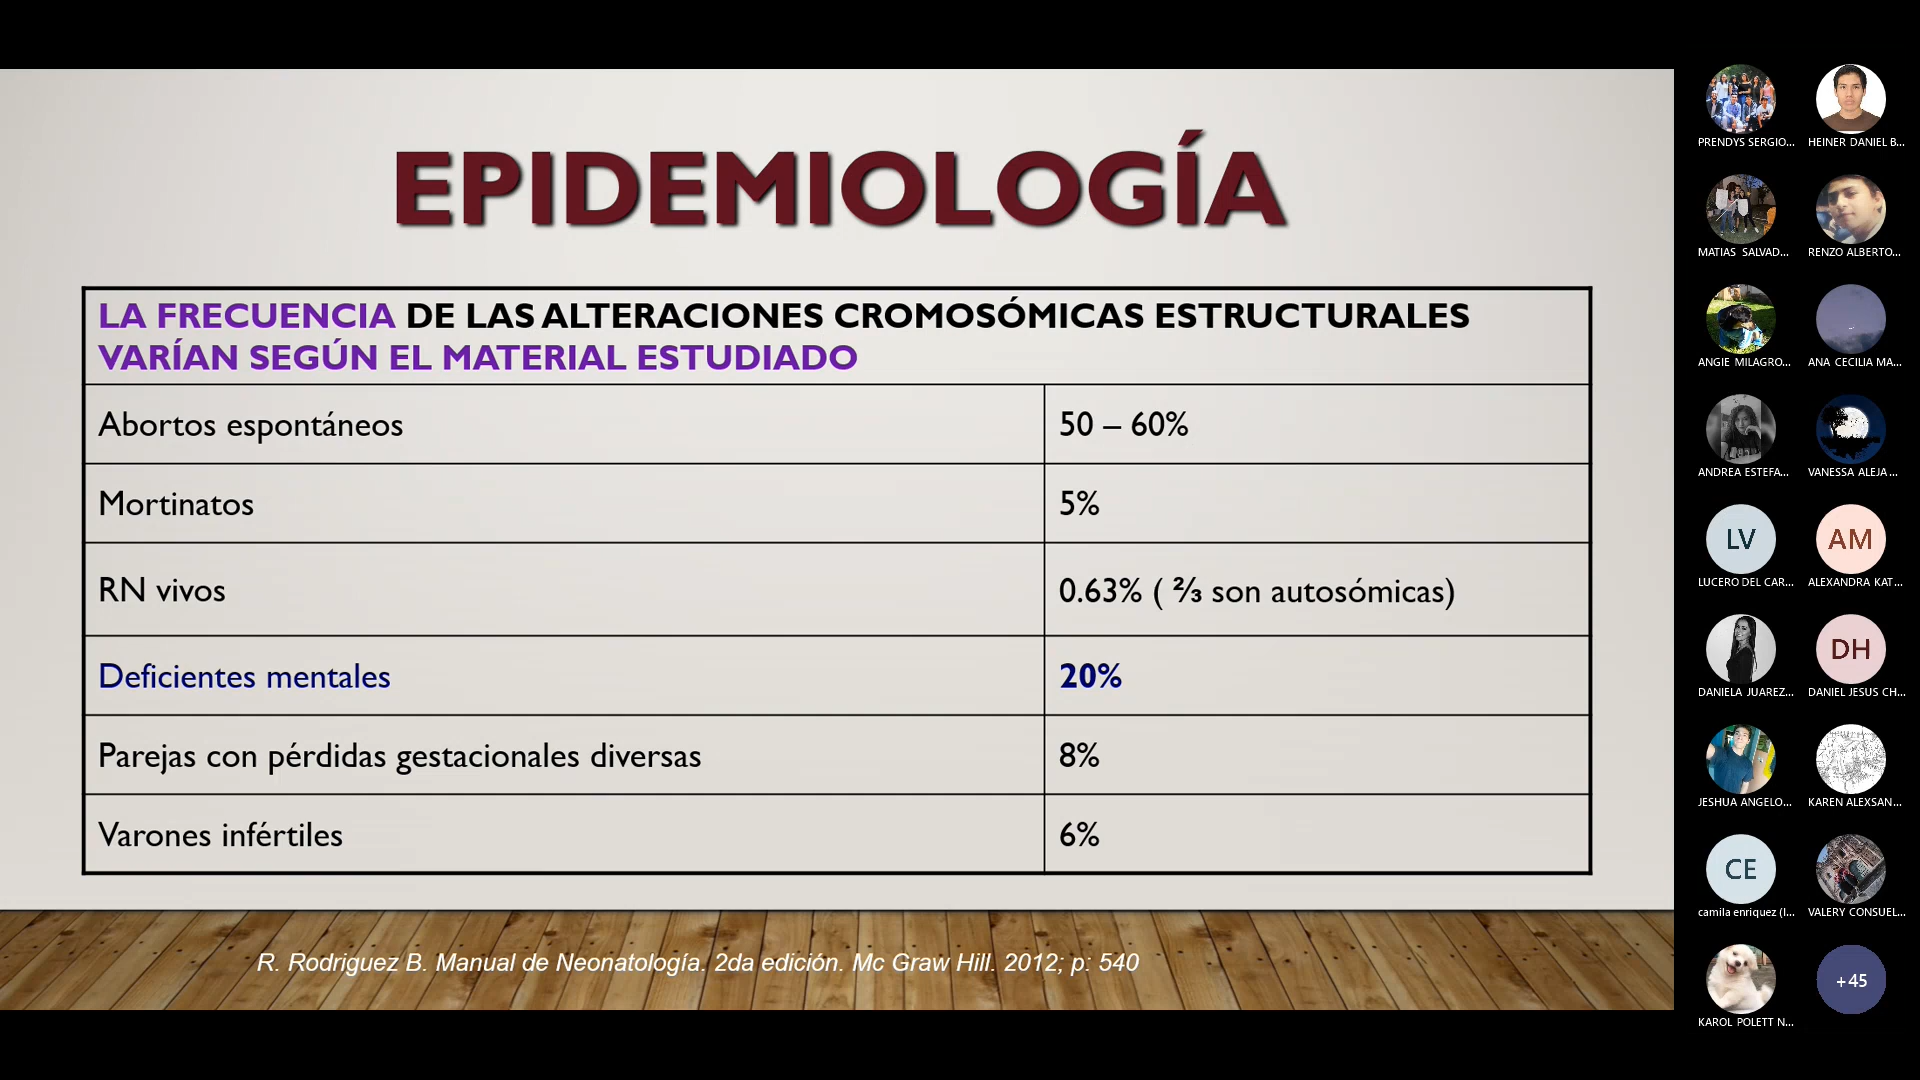 EPIDEMIOLOGÍA
LA FRECUENCIA DE LAS ALTERACIONES CROMOSÓMICAS ESTRUCTURALES
VARÍAN SEGÚN EL MATERIAL ESTUDIADO
Abortos espontáneos 50 – 60%
Mortinatos 5%
RN vivos 0.63% ( ⅔ son autosómicas)
Deficientes mentales 20%
Parejas con pérdidas gestacionales diversas 8%
Varones infértiles 6%
R. Rodriguez B. Manual de Neonatología. 2da edición. Mc Graw Hill. 2012; p: 540
PRENDYS SERGIO... HEINER DANIEL B...
MATIAS SALVAD... RENZO ALBERTO...
ANGIE MILAGRO... ANA CECILIA MA...
ANDREA ESTEFA... VANESSA ALEJA...
LV AM
LUCERO DEL CAR... ALEXANDRA KAT...
DH
DANIELA JUAREZ... DANIEL JESUS CH...
JESHUA ANGELO... KAREN ALEXSAN...
CE
camila enriquez (I... VALERY CONSUEL...
+45
KAROL POLETT N...